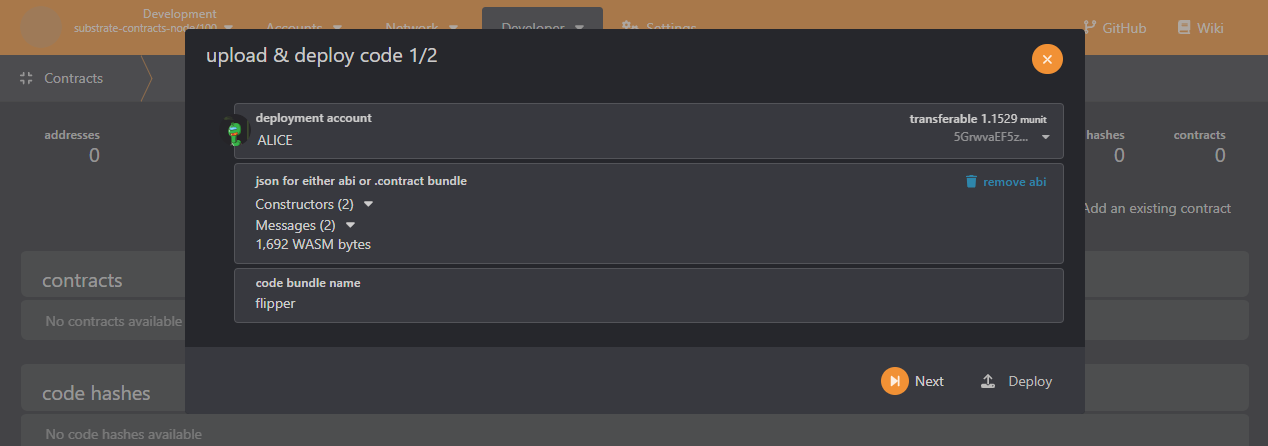 Development
substrate-contracts-node/100
Accounts
Network
Developer
Settings
GitHub
Wiki
Contracts
upload & deploy code 1/2
addresses
0
hashes
0
contracts
0
deployment account
ALICE
transferable 1.1529 munit
5GrwvaEF5z...
json for either abi or .contract bundle
remove abi
Constructors (2)
Messages (2)
1,692 WASM bytes
Add an existing contract
code bundle name
flipper
contracts
No contracts available
Next
Deploy
code hashes
No code hashes available